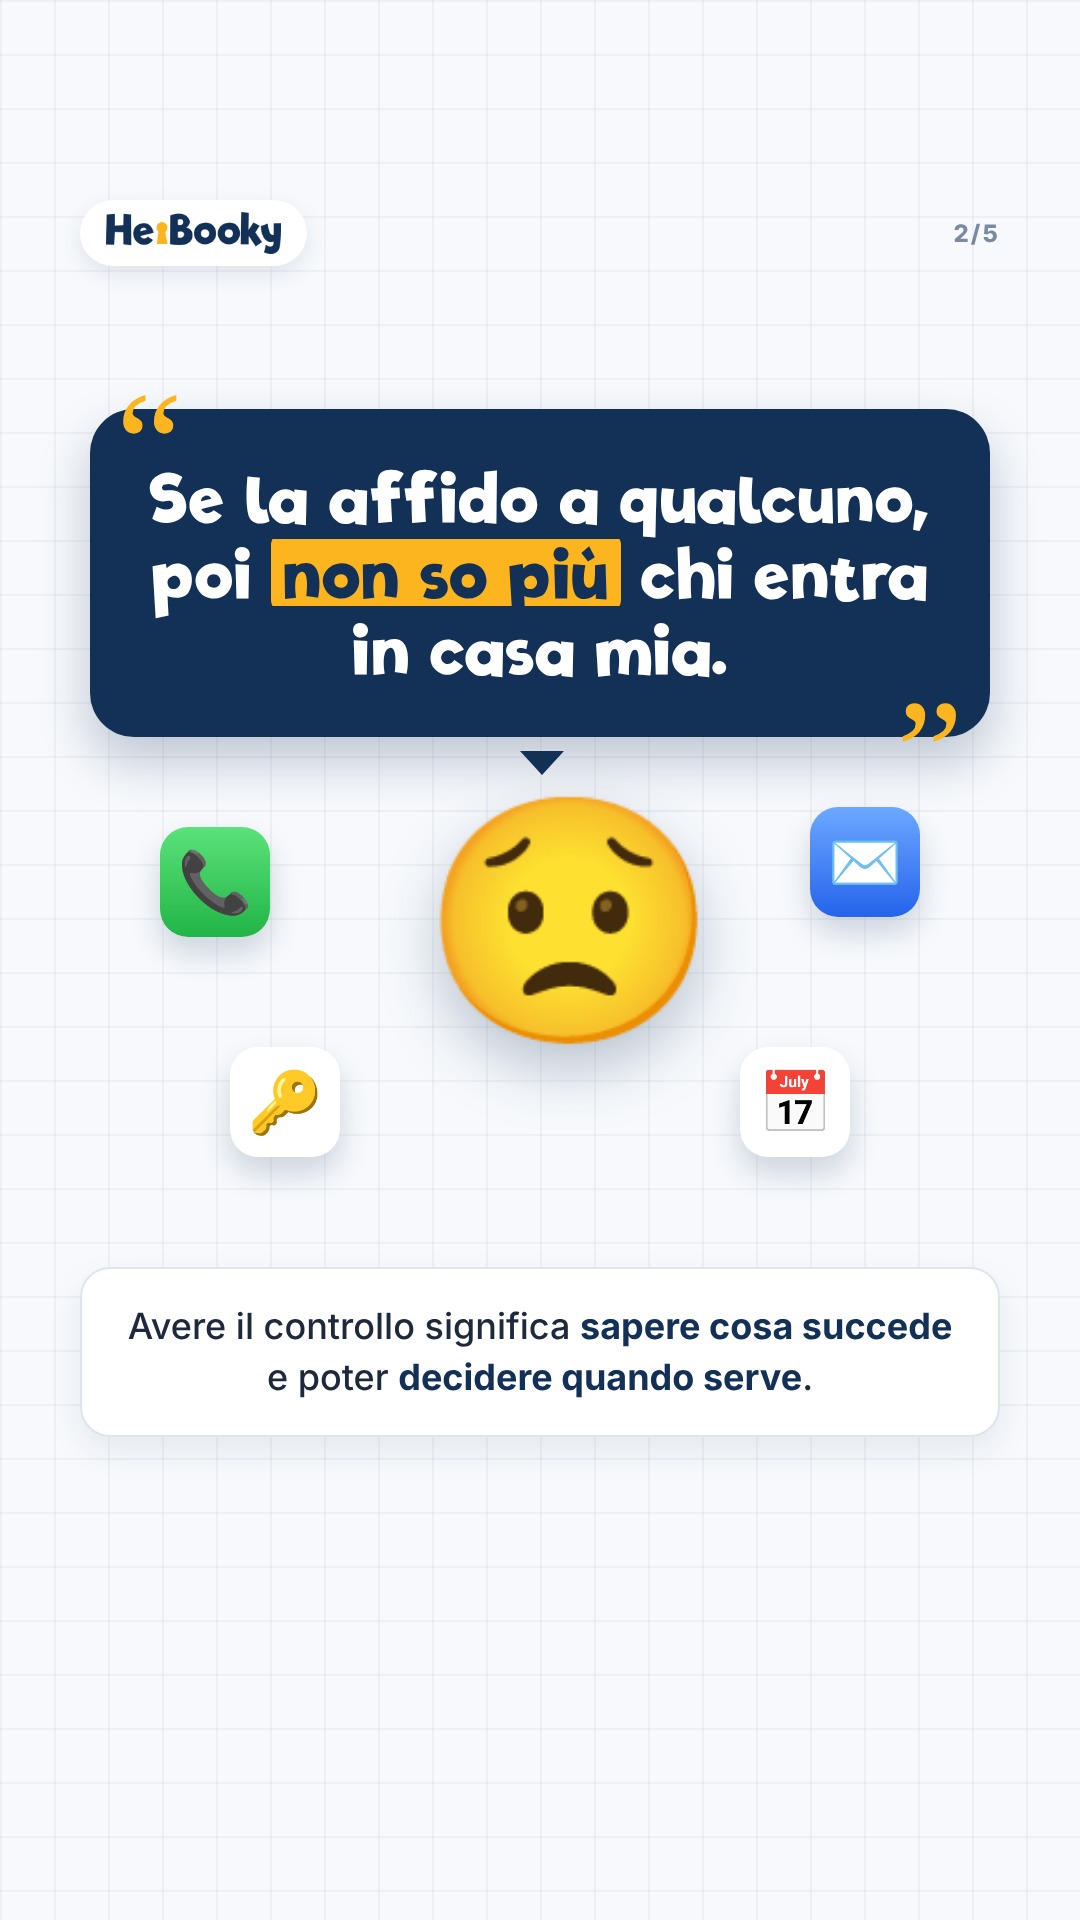 HeiBooky
2/5
“
Se la affido a qualcuno,
poi non so più chi entra
in casa mia.
”
July
17
Avere il controllo significa sapere cosa succede
e poter decidere quando serve.